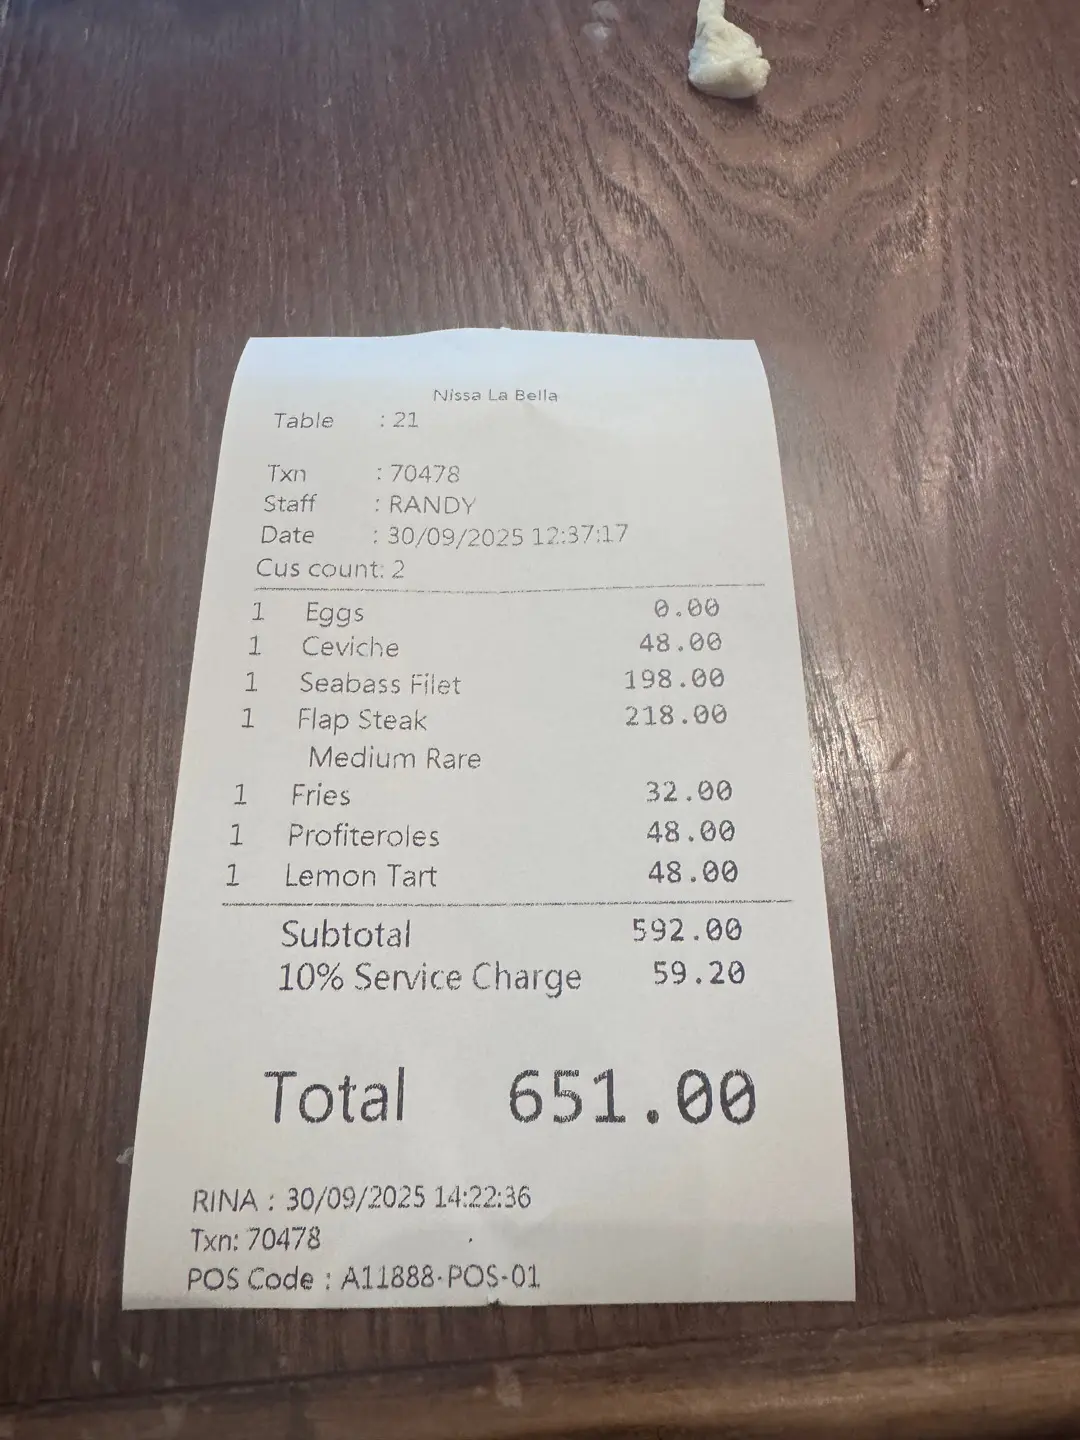 Nissa La Bella
Table : 21
Txn : 70478
Staff : RANDY
Date : 30/09/2025 12:37:17
Cus count: 2
1 Eggs 0.00
1 Ceviche 48.00
1 Seabass Filet 198.00
1 Flap Steak 218.00
Medium Rare
1 Fries 32.00
1 Profiteroles 48.00
1 Lemon Tart 48.00
Subtotal 592.00
10% Service Charge 59.20
Total 651.00
RINA : 30/09/2025 14:22:36
Txn: 70478
POS Code : A11888-POS-01